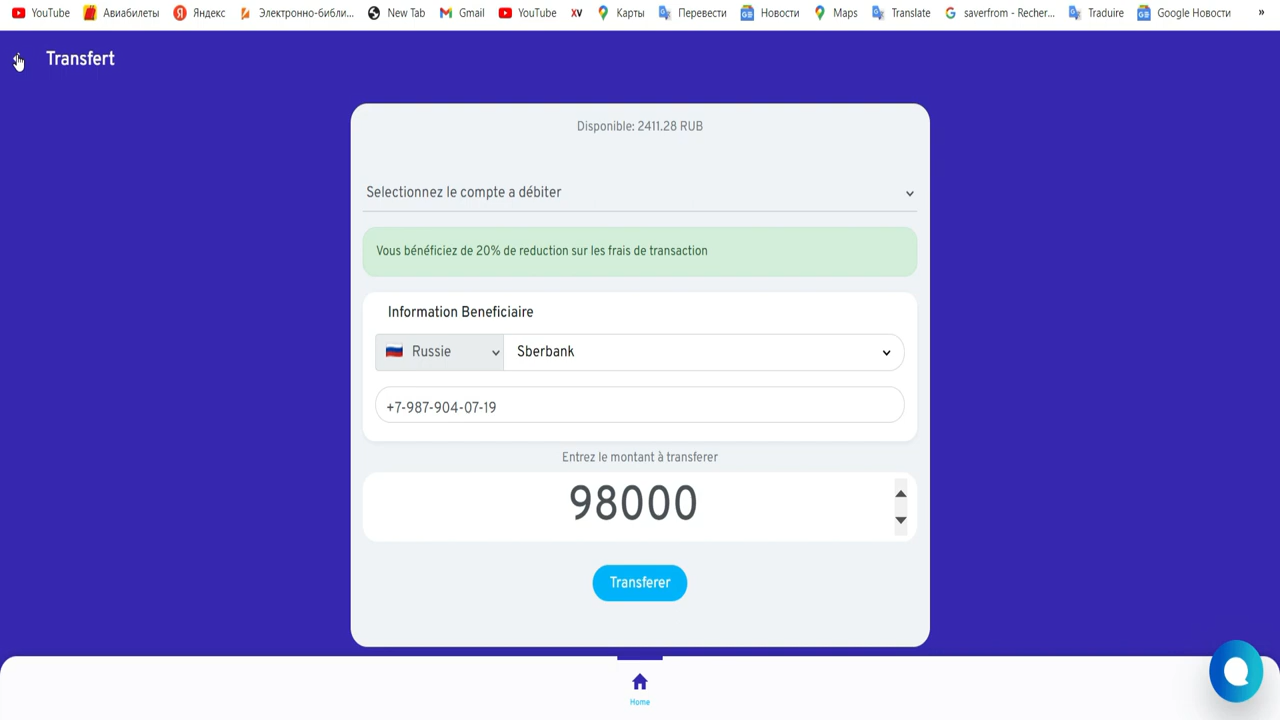 YouTube Авиабилеты Яндекс Электронно-библи... New Tab Gmail YouTube XV Карты Перевести Новости Maps Translate saverfrom - Recher... Traduire Google Новости »
Transfert
Disponible: 2411.28 RUB
Selectionnez le compte a débiter
Vous bénéficiez de 20% de reduction sur les frais de transaction
Information Beneficiaire
Russie Sberbank
+7-987-904-07-19
Entrez le montant à transferer
98000
Transferer
Home